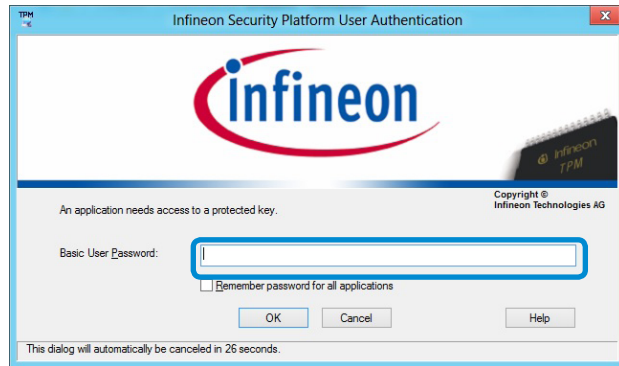 TPM
Infineon Security Platform User Authentication
x
infineon
infineon
TPM
Copyright ©
Infineon Technologies AG
An application needs access to a protected key.
Basic User Password:
Remember password for all applications
OK Cancel Help
This dialog will automatically be canceled in 26 seconds.